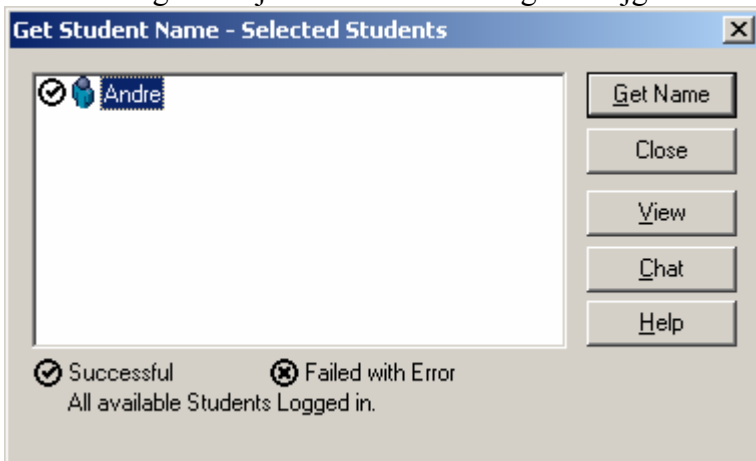 Get Student Name - Selected Students
Andre
Get Name
Close
View
Chat
Help
Successful Failed with Error
All available Students Logged in.